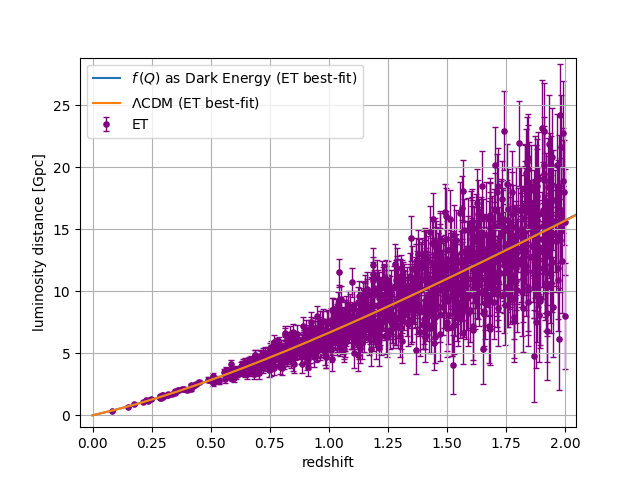 f (Q) as Dark Energy (ET best-fit)
ΛCDM (ET best-fit)
ET
luminosity distance [Gpc]
25
20
15
10
5
0
0.00 0.25 0.50 0.75 1.00 1.25 1.50 1.75 2.00
redshift